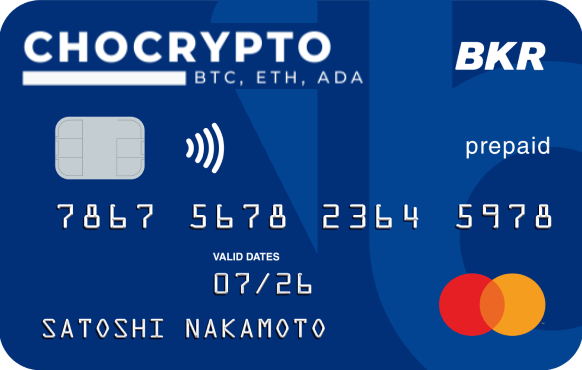 CHOCRYPTO
BTC, ETH, ADA
BKR
prepaid
7867 5678 2364 5978
VALID DATES
07/26
SATOSHI NAKAMOTO